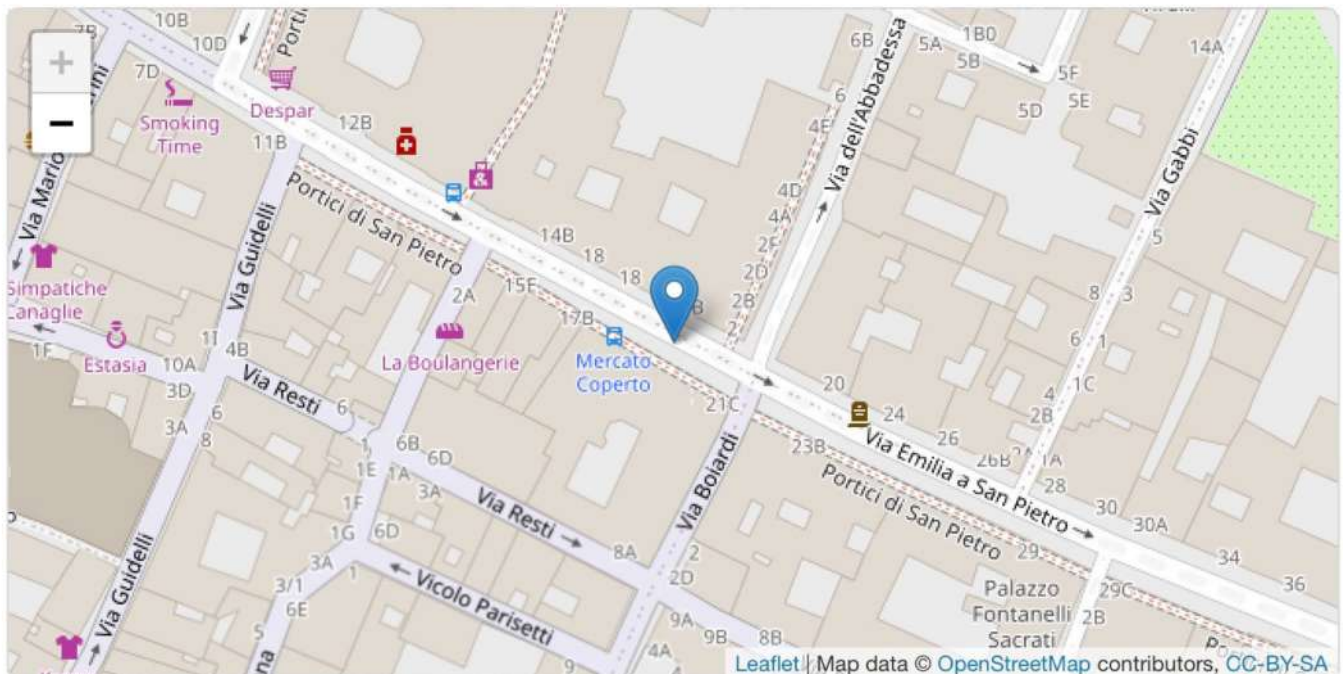 10B
7B
10D
7D
Smoking
Time
Despar
12B
11B
Via Guidelli
Portici di San Pietro
14B
18
18
15E
17B
2A
Mercato
Coperto
La Boulangerie
Simpatiche
Estasia
1F
10A
3D
3A
1I
4B
6
8
Via Resti
6
6B
6D
1E
1A
3A
1F
1G
6D
Via Resti
8A
3A
3/1
6E
5
1
Vicolo Parisetti
9
Via Guidelli
Via Boiardi
2
2D
9A
9B
8B
4A
21C
23B
2
2B
2D
2F
4A
4D
4E
6
6B
Via dell'Abbadessa
5A
1B0
5B
5F
5D
5E
14A
Via Gabbi
5
8
3
6
1
1C
4
2B
1A
20
24
26
26B
28
Via Emilia a San Pietro
30
30A
34
36
Portici di San Pietro
29
29C
2B
Palazzo
Fontanelli
Sacrati
+
−
Leaflet | Map data © OpenStreetMap contributors, CC-BY-SA